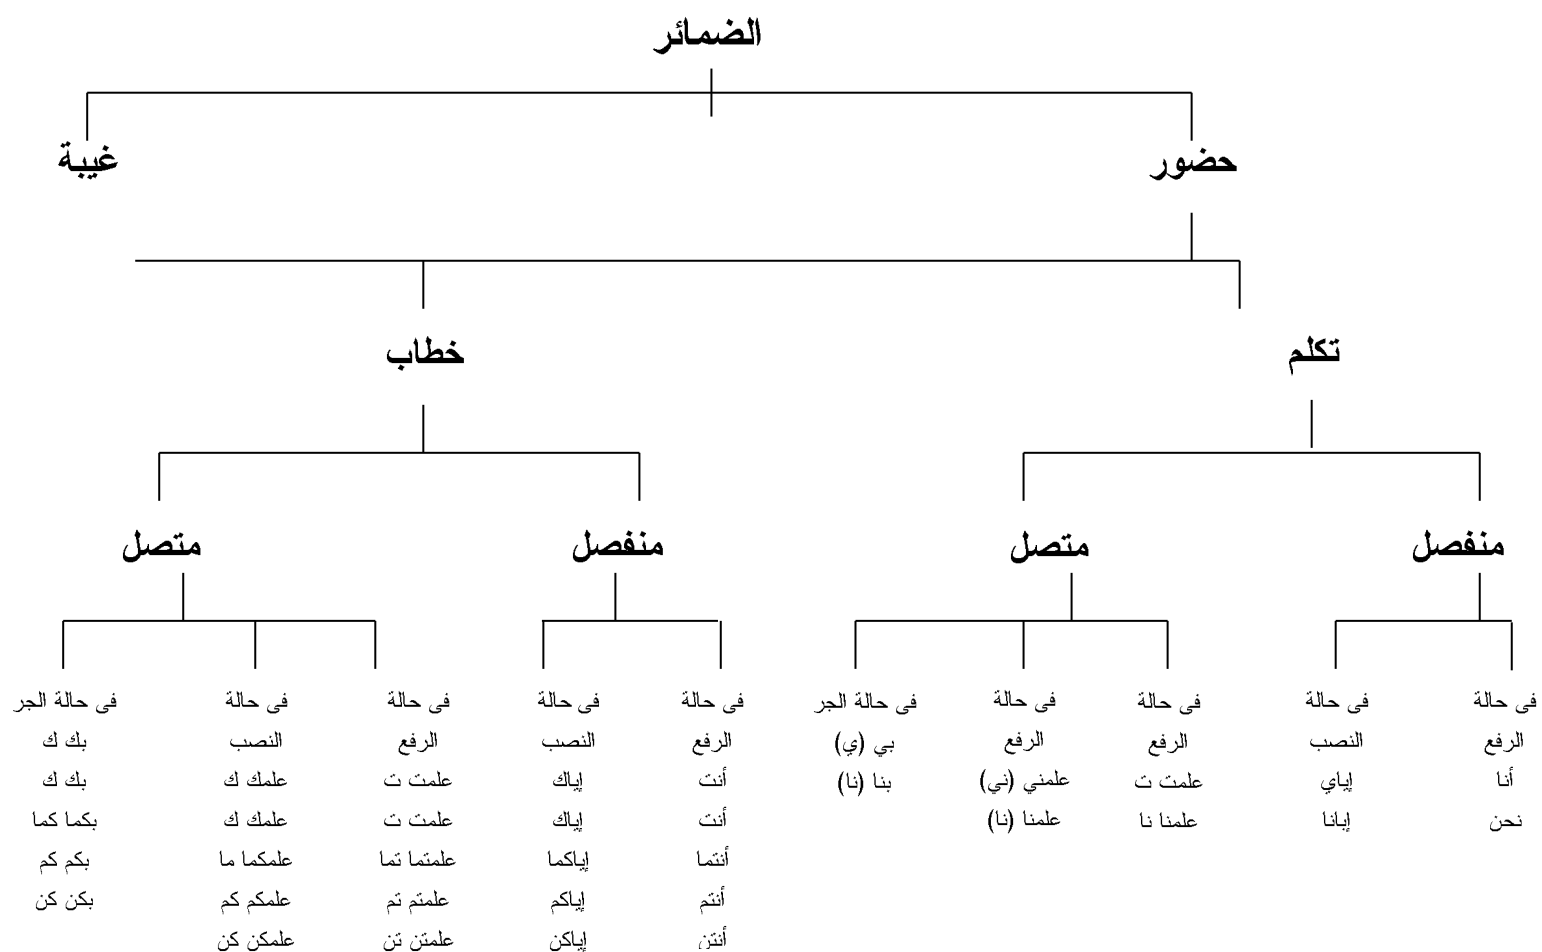 الضمائر
حضور
غيبة
تكلم
خطاب
منفصل
متصل
منفصل
متصل
فى حالة
الرفع
أنا
نحن
فى حالة
النصب
إياي
إبانا
فى حالة
الرفع
علمت ت
علمنا نا
فى حالة
الرفع
علمني (ني)
علمنا (نا)
فى حالة الجر
بي (ي)
بنا (نا)
فى حالة
الرفع
أنت
أنت
أنتما
أنتم
أنتن
فى حالة
النصب
إياك
إياك
إياكما
إياكم
إياكن
فى حالة
الرفع
علمت ت
علمت ت
علمتما تما
علمتم تم
علمتن تن
فى حالة
النصب
علمك ك
علمك ك
علمكما ما
علمكم كم
علمكن كن
فى حالة الجر
بك ك
بك ك
بكما كما
بكم كم
بكن كن